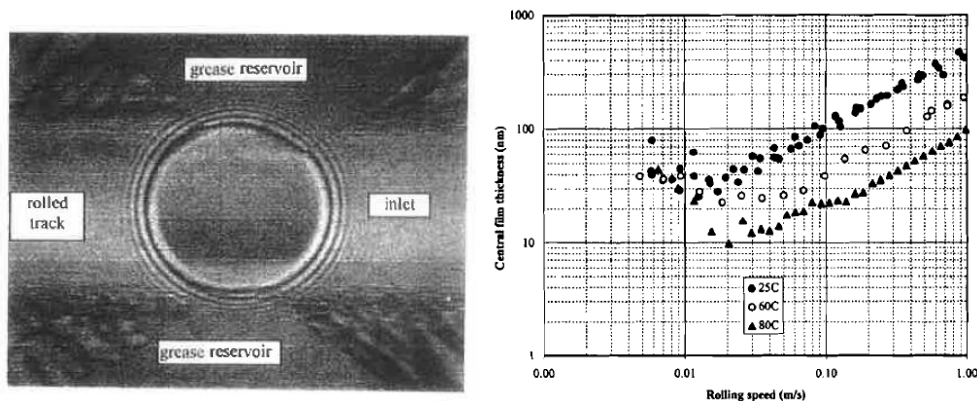 grease reservoir
rolled
track
inlet
grease reservoir
1000
100
10
1
Central film thickness (nm)
25C
60C
80C
0.00
0.01
0.10
1.00
Rolling speed (m/s)